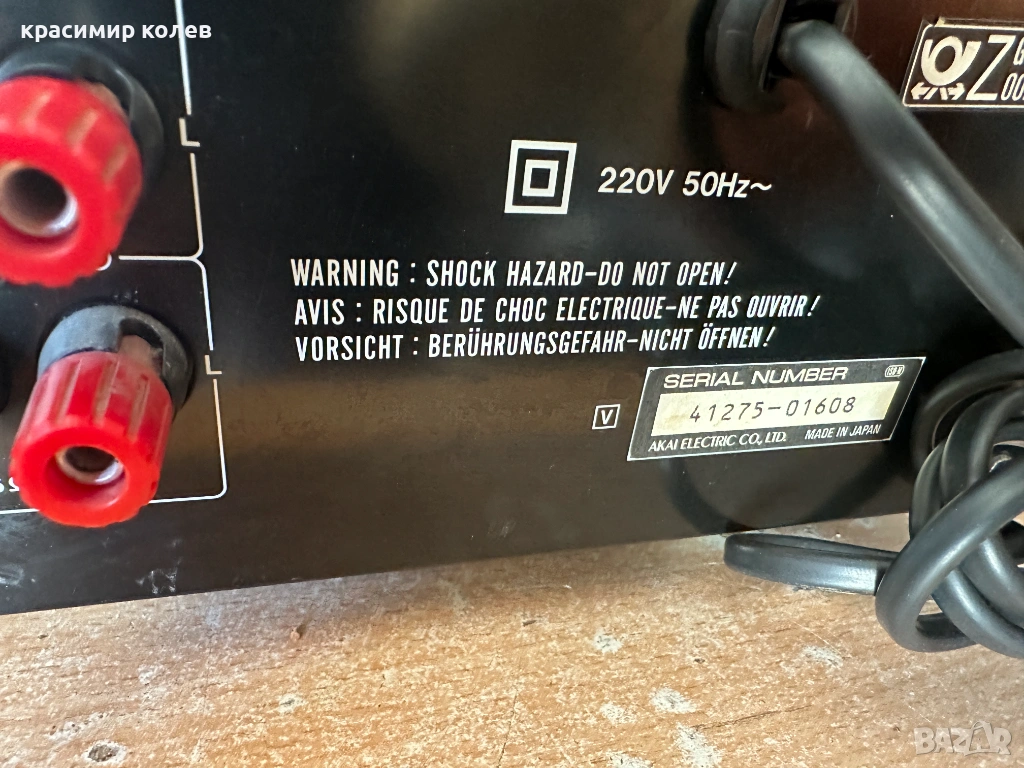 красимир колев
Z
L
220V 50Hz~
WARNING : SHOCK HAZARD-DO NOT OPEN!
AVIS : RISQUE DE CHOC ELECTRIQUE-NE PAS OUVRIR!
VORSICHT : BERÜHRUNGSGEFAHR-NICHT ÖFFNEN!
L
SERIAL NUMBER
V
41275-01608
AKAI ELECTRIC CO., LTD. MADE IN JAPAN
BAZAR